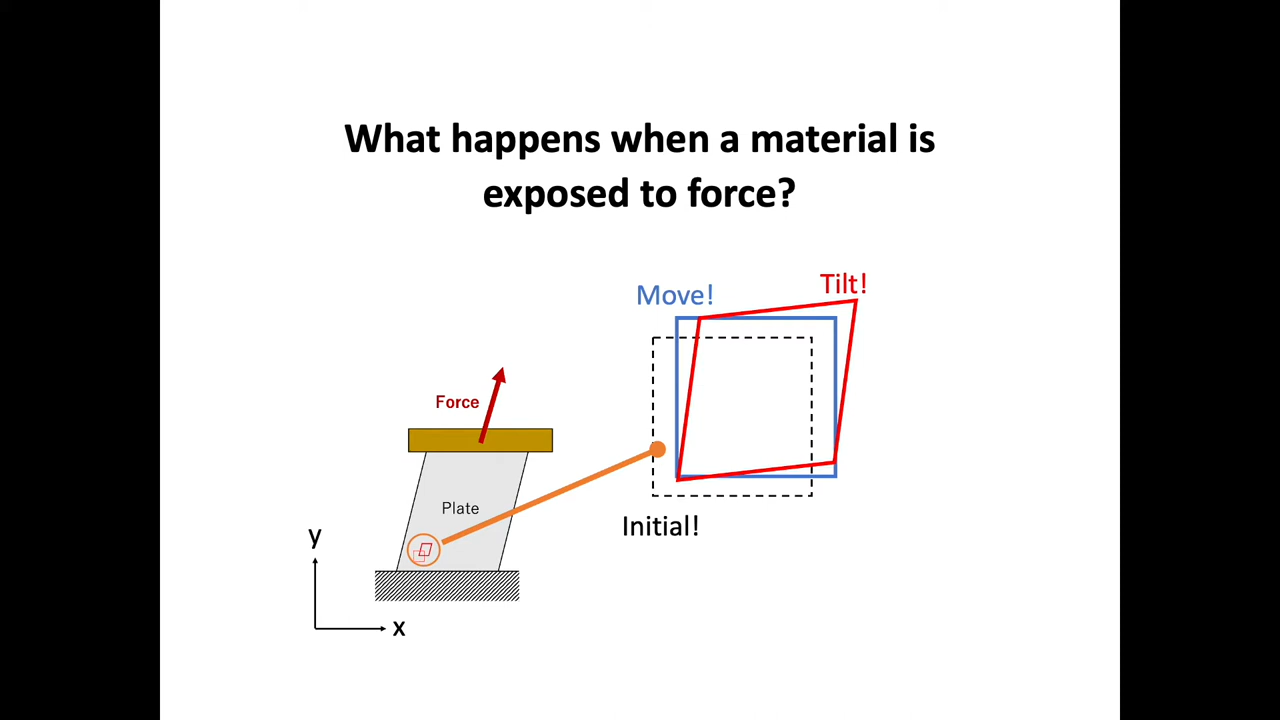 What happens when a material is
exposed to force?
Tilt!
Move!
Force
Plate
Initial!
y
x